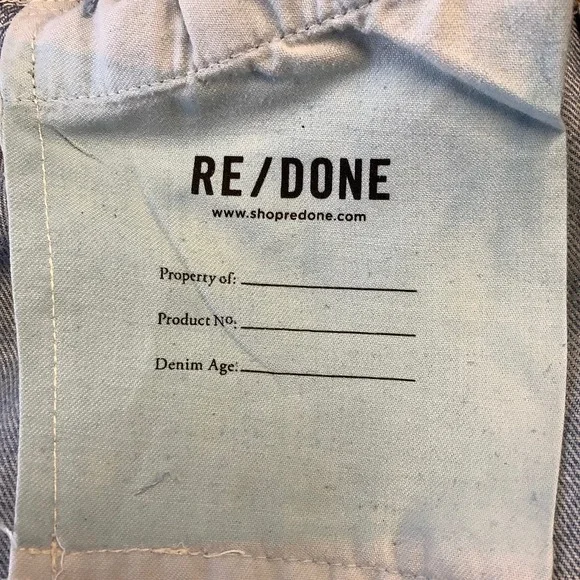 RE/DONE
www.shopredone.com
Property of:
Product No:
Denim Age: